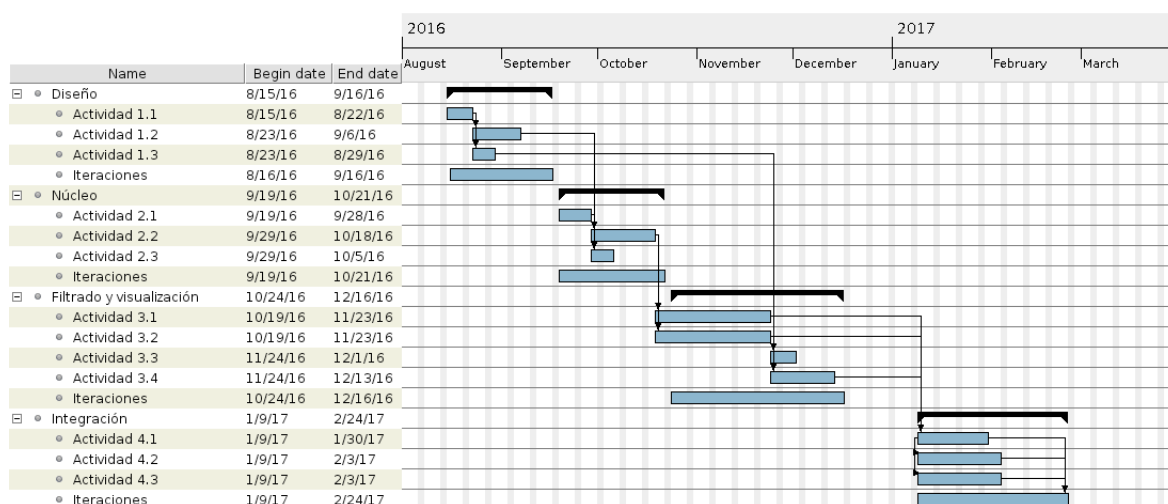 2016 2017
August September October November December January February March
Name Begin date End date
Diseño 8/15/16 9/16/16
Actividad 1.1 8/15/16 8/22/16
Actividad 1.2 8/23/16 9/6/16
Actividad 1.3 8/23/16 8/29/16
Iteraciones 8/16/16 9/16/16
Núcleo 9/19/16 10/21/16
Actividad 2.1 9/19/16 9/28/16
Actividad 2.2 9/29/16 10/18/16
Actividad 2.3 9/29/16 10/5/16
Iteraciones 9/19/16 10/21/16
Filtrado y visualización 10/24/16 12/16/16
Actividad 3.1 10/19/16 11/23/16
Actividad 3.2 10/19/16 11/23/16
Actividad 3.3 11/24/16 12/1/16
Actividad 3.4 11/24/16 12/13/16
Iteraciones 10/24/16 12/16/16
Integración 1/9/17 2/24/17
Actividad 4.1 1/9/17 1/30/17
Actividad 4.2 1/9/17 2/3/17
Actividad 4.3 1/9/17 2/3/17
Iteraciones 1/9/17 2/24/17